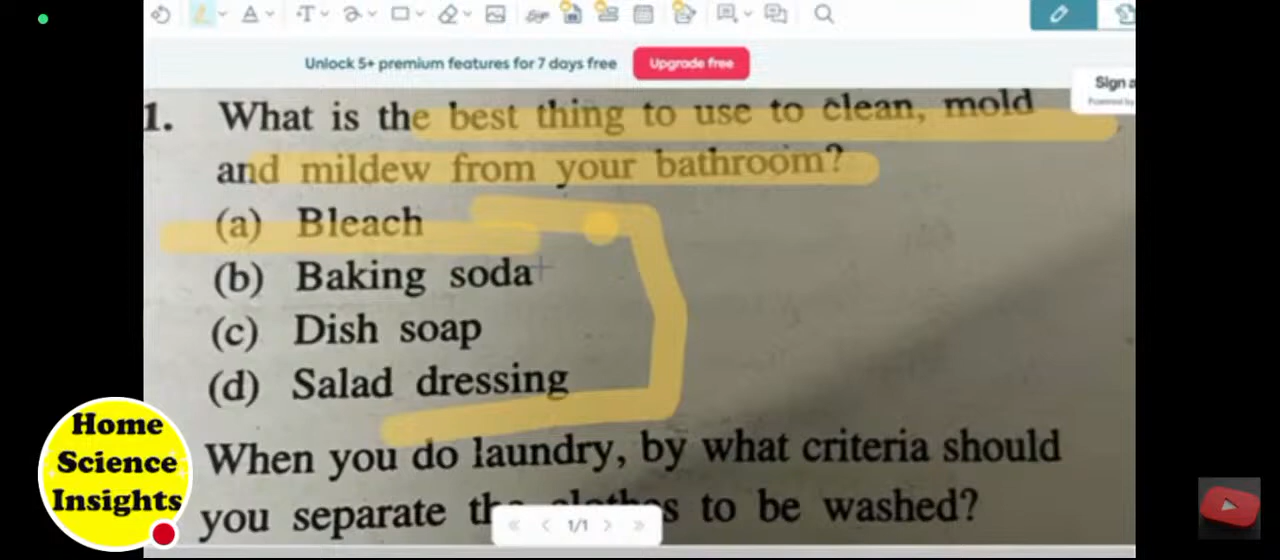 Unlock 5+ premium features for 7 days free
Upgrade free
Sign a
1. What is the best thing to use to clean, mold
and mildew from your bathroom?
(a) Bleach
(b) Baking soda
(c) Dish soap
(d) Salad dressing
When you do laundry, by what criteria should
you separate the clothes to be washed?
1/1
Home
Science
Insights